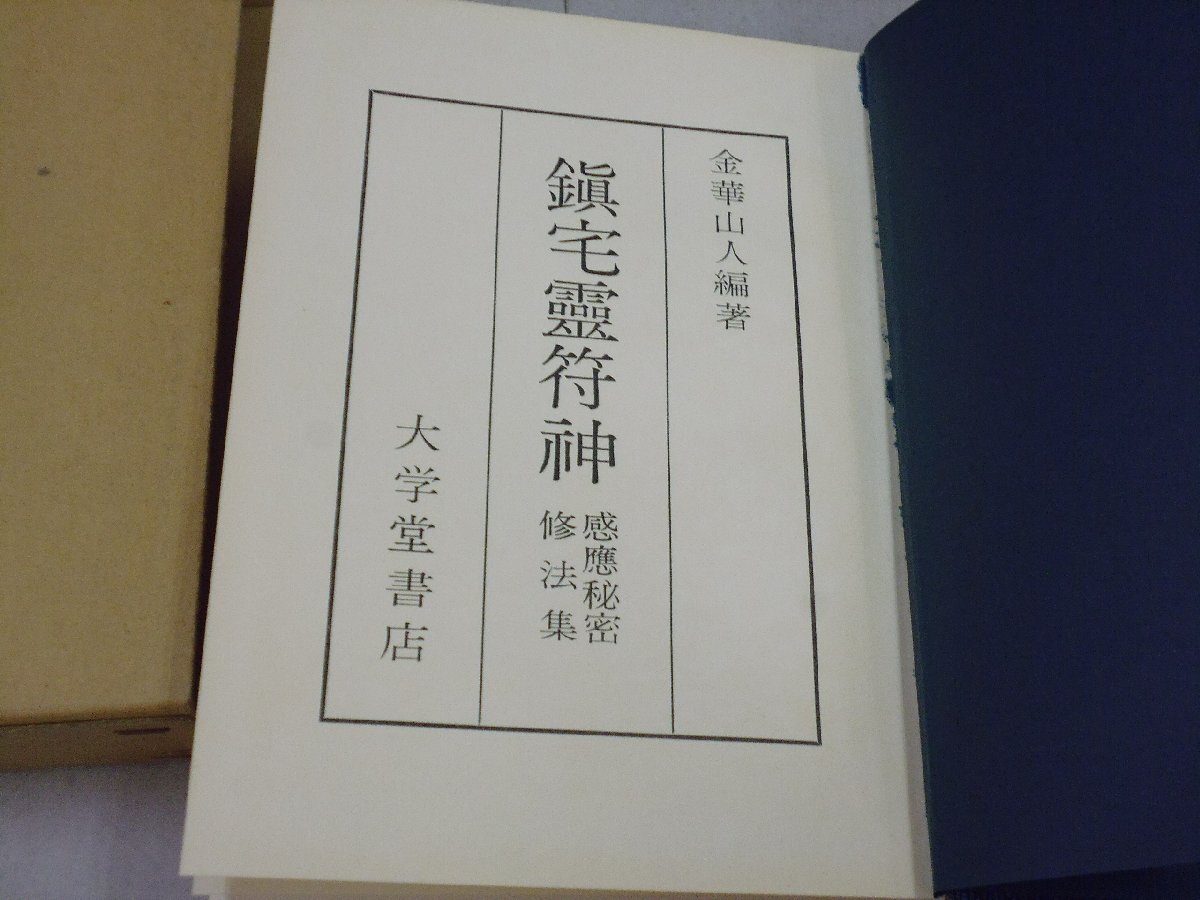 金華山人編著
鎭宅靈符神
感應秘密
修法集
大学堂書店